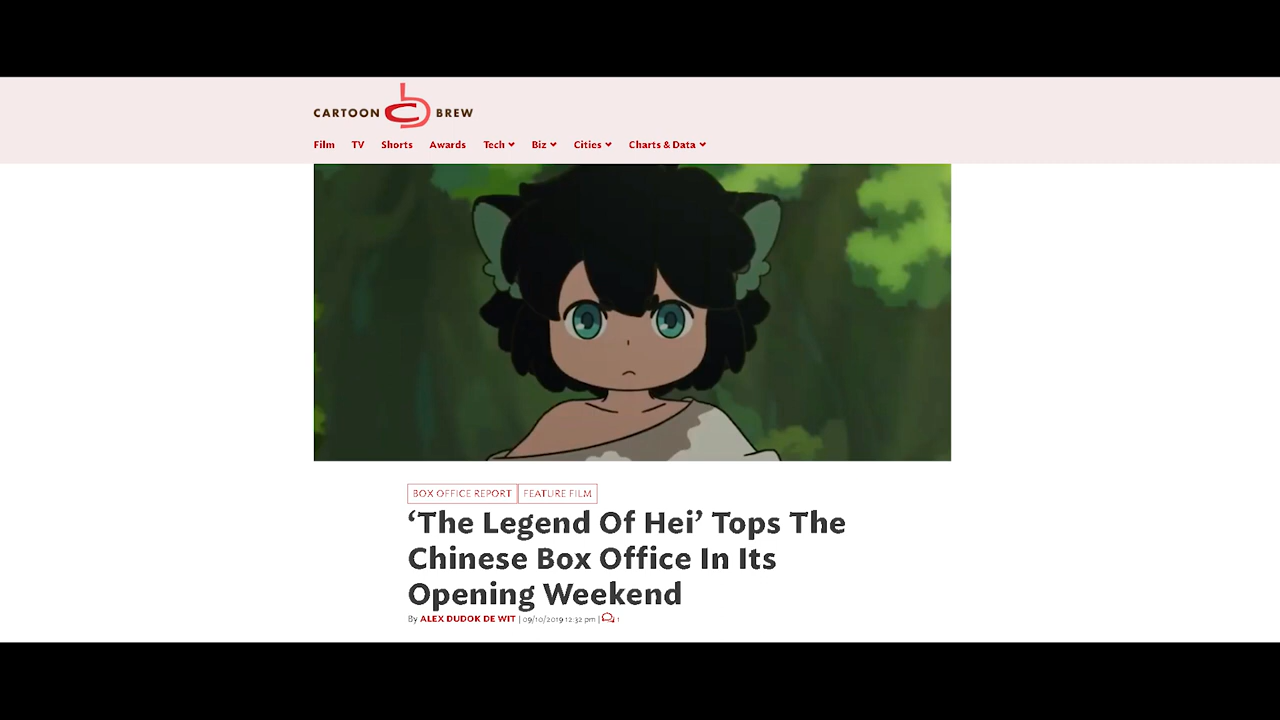 CARTOON BREW
Film TV Shorts Awards Tech Biz Cities Charts & Data
BOX OFFICE REPORT FEATURE FILM
‘The Legend Of Hei’ Tops The
Chinese Box Office In Its
Opening Weekend
By ALEX DUDOK DE WIT | 09/10/2019 12:32 pm | 1